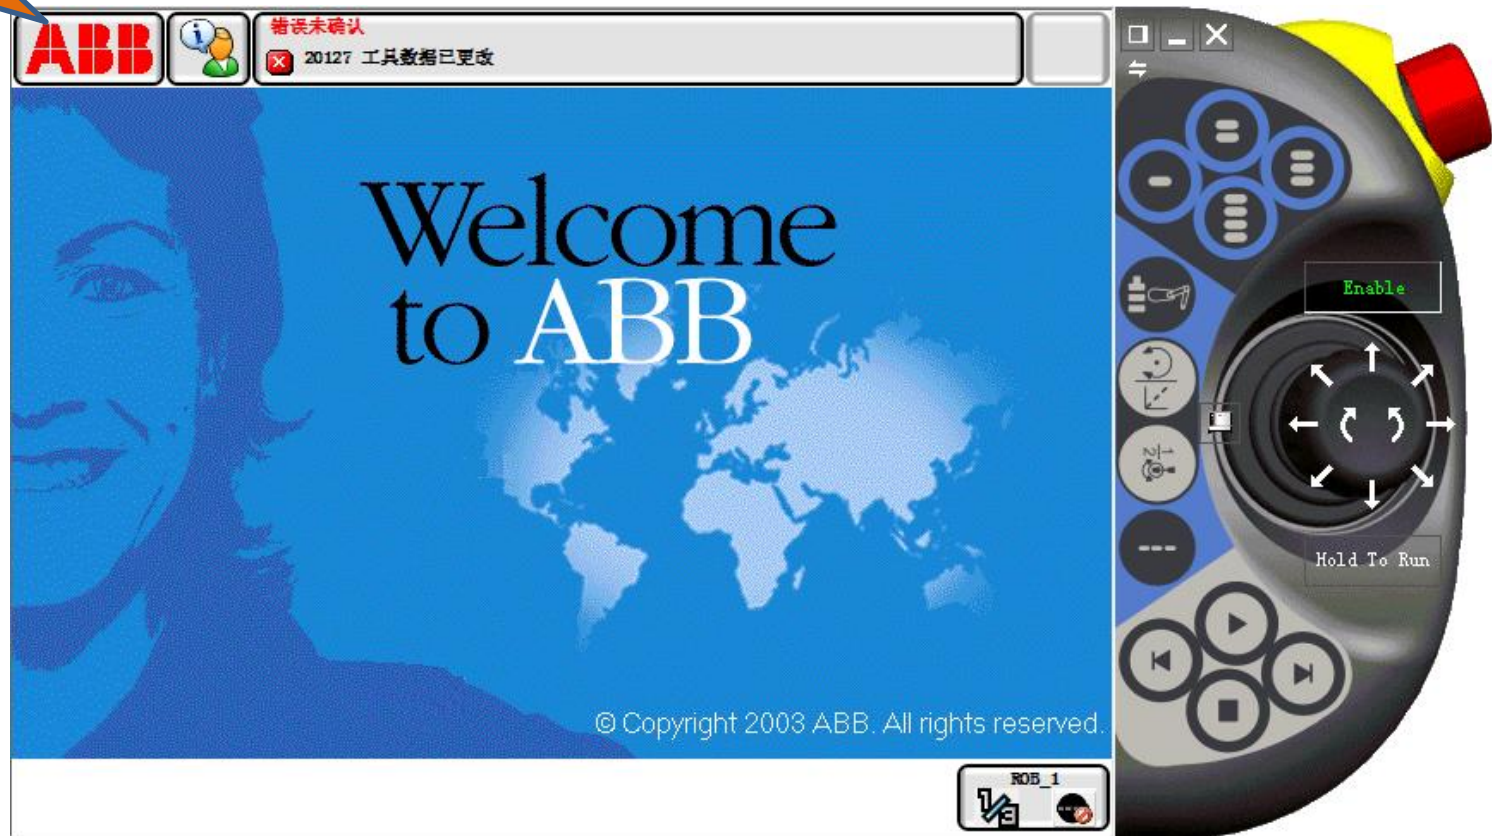 ABB
错误未确认
20127 工具数据已更改
Welcome
to ABB
Enable
Hold To Run
© Copyright 2003 ABB. All rights reserved.
ROB_1
1/3